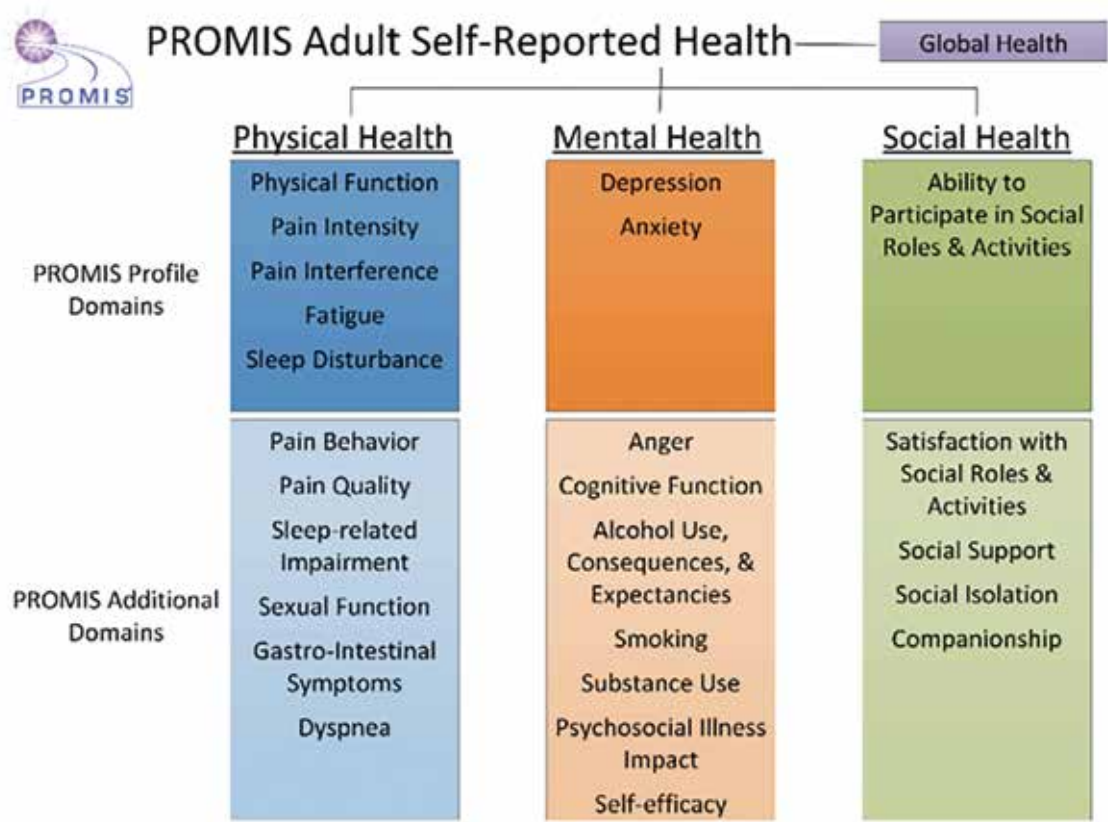 PROMIS
PROMIS Adult Self-Reported Health
Global Health
Physical Health
Mental Health
Social Health
PROMIS Profile
Domains
Physical Function
Pain Intensity
Pain Interference
Fatigue
Sleep Disturbance
Depression
Anxiety
Ability to
Participate in Social
Roles & Activities
PROMIS Additional
Domains
Pain Behavior
Pain Quality
Sleep-related
Impairment
Sexual Function
Gastro-Intestinal
Symptoms
Dyspnea
Anger
Cognitive Function
Alcohol Use,
Consequences, &
Expectancies
Smoking
Substance Use
Psychosocial Illness
Impact
Self-efficacy
Satisfaction with
Social Roles &
Activities
Social Support
Social Isolation
Companionship